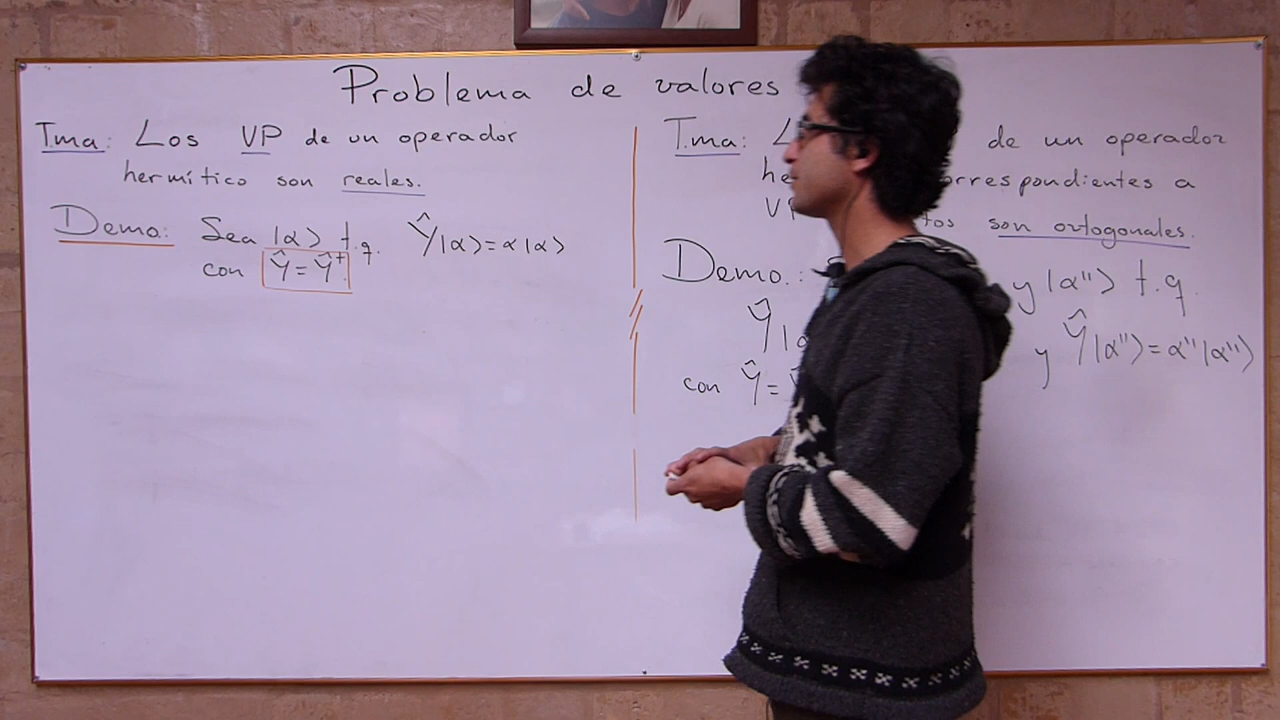 Problema de valores
Tma: Los VP de un operador
hermítico son reales.
Demo: Sea |α> t.q. Ŷ|α> = α|α>
con Ŷ = Ŷ†.
Tma: de un operador
son ortogonales.
Demo.: y |α''> t.q.
Ŷ y Ŷ|α''> = α''|α''>
con Ŷ =